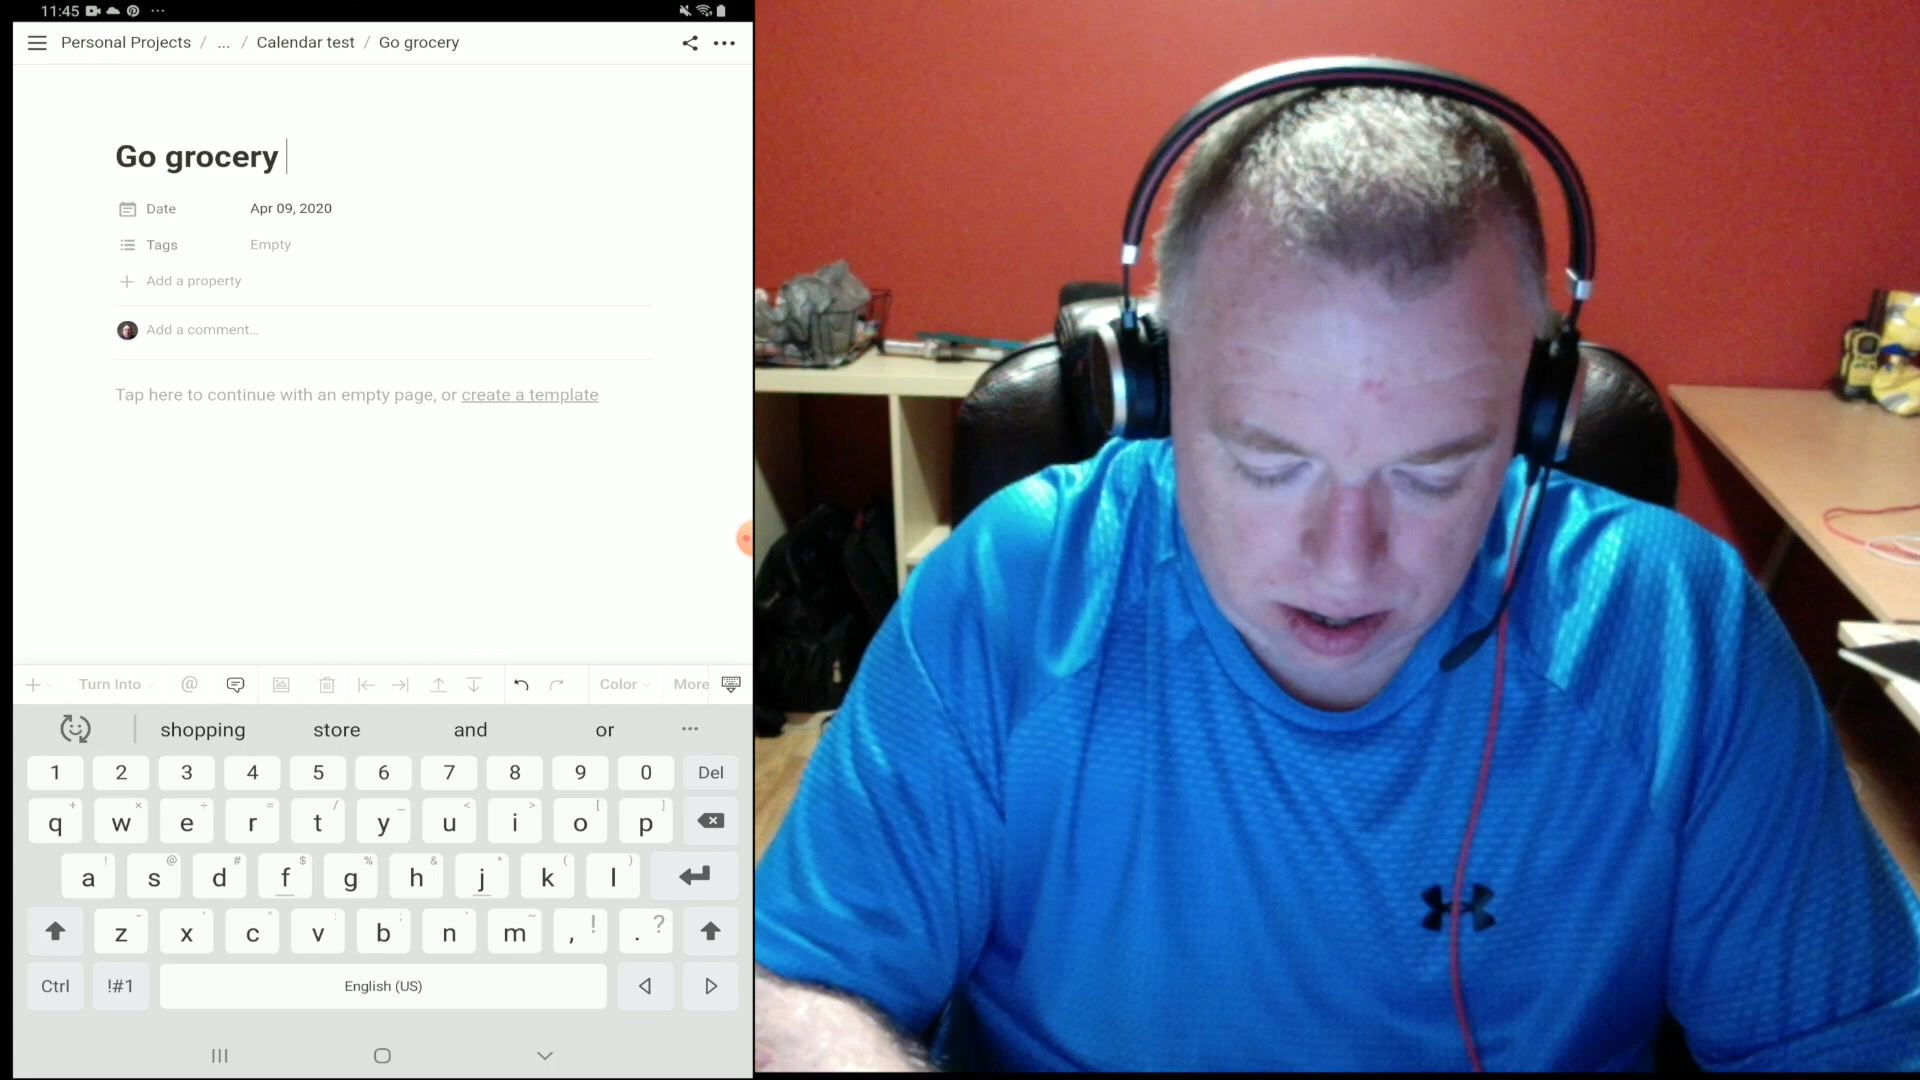 11:45
Personal Projects / ... / Calendar test / Go grocery
Go grocery
Date Apr 09, 2020
Tags Empty
Add a property
Add a comment...
Tap here to continue with an empty page, or create a template
Turn Into @ Color More
shopping store and or ...
1 2 3 4 5 6 7 8 9 0 Del
+ × ÷ = / _ < > [ ]
q w e r t y u i o p
! @ # $ % & * ( )
a s d f g h j k l
- ' " : ; ` ~ ! ?
z x c v b n m , .
Ctrl !#1 English (US)